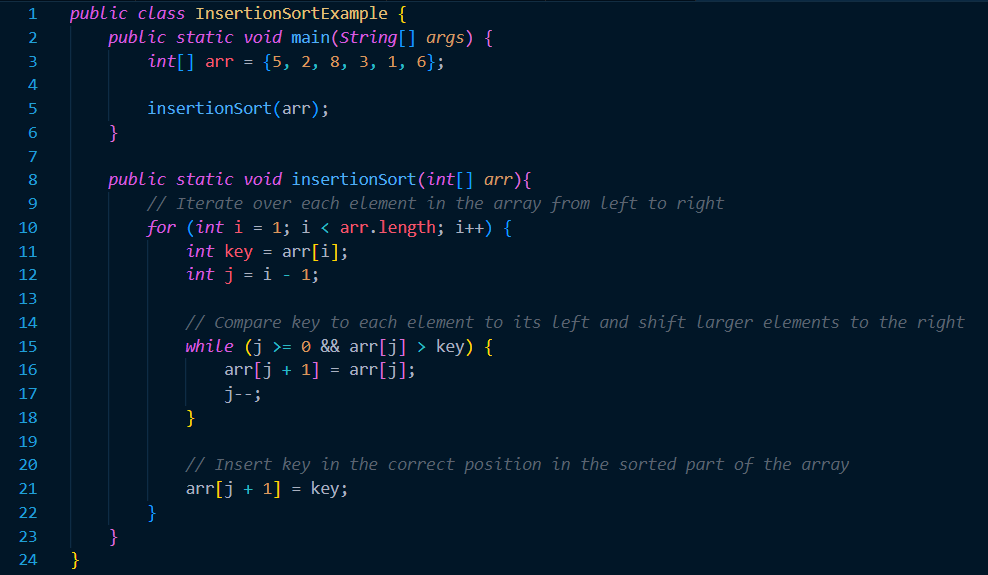 1 public class InsertionSortExample {
2     public static void main(String[] args) {
3         int[] arr = {5, 2, 8, 3, 1, 6};
4
5         insertionSort(arr);
6     }
7
8     public static void insertionSort(int[] arr){
9         // Iterate over each element in the array from left to right
10         for (int i = 1; i < arr.length; i++) {
11             int key = arr[i];
12             int j = i - 1;
13
14             // Compare key to each element to its left and shift larger elements to the right
15             while (j >= 0 && arr[j] > key) {
16                 arr[j + 1] = arr[j];
17                 j--;
18             }
19
20             // Insert key in the correct position in the sorted part of the array
21             arr[j + 1] = key;
22         }
23     }
24 }